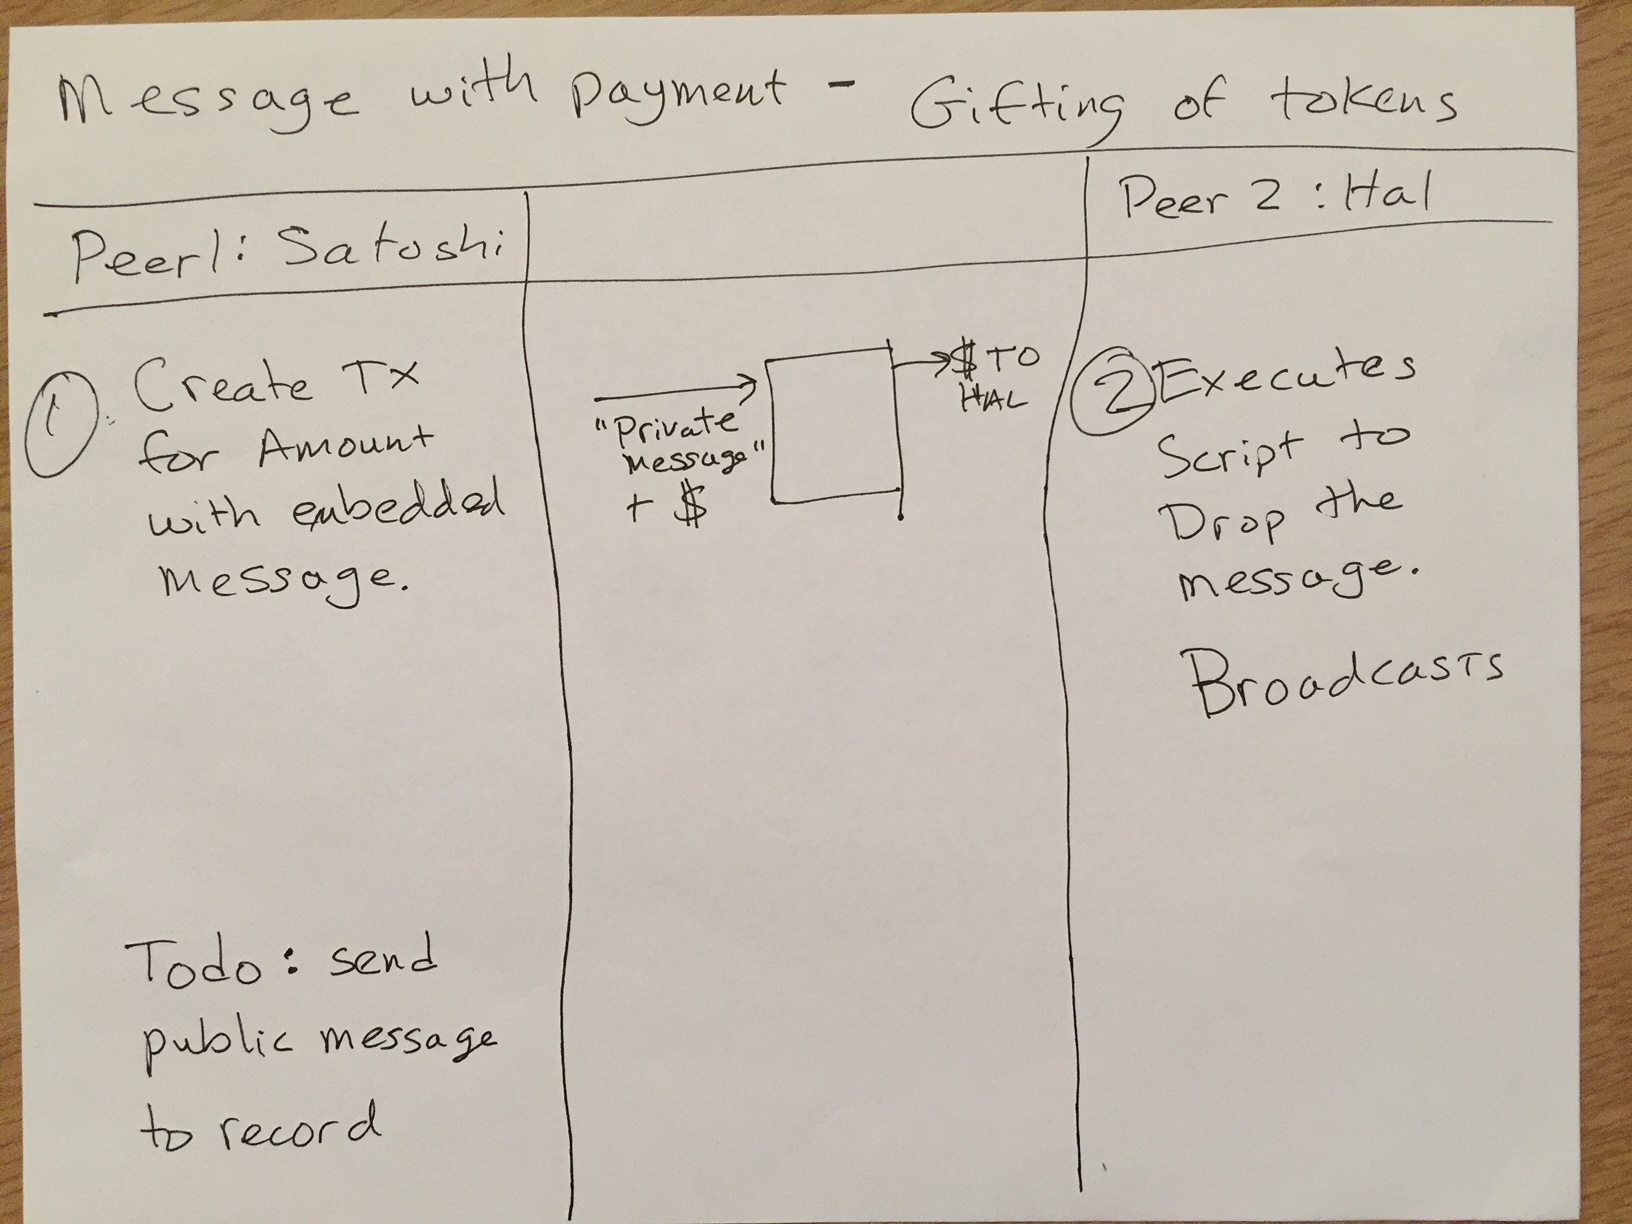 Message with payment - Gifting of tokens
Peer 1: Satoshi
Peer 2: Hal
1
Create Tx
for Amount
with embedded
message.
Todo: send
public message
to record
"private
message"
+ $
$ TO
HAL
2 Executes
Script to
Drop the
message.
Broadcasts